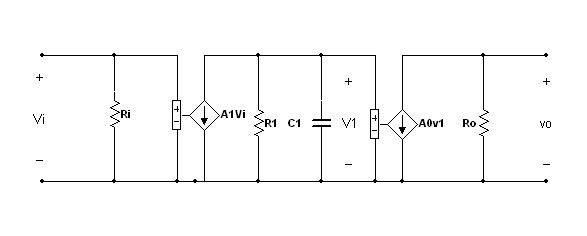 + + + + +
Vi Ri A1Vi R1 C1 V1 A0v1 Ro vo
- - - - -